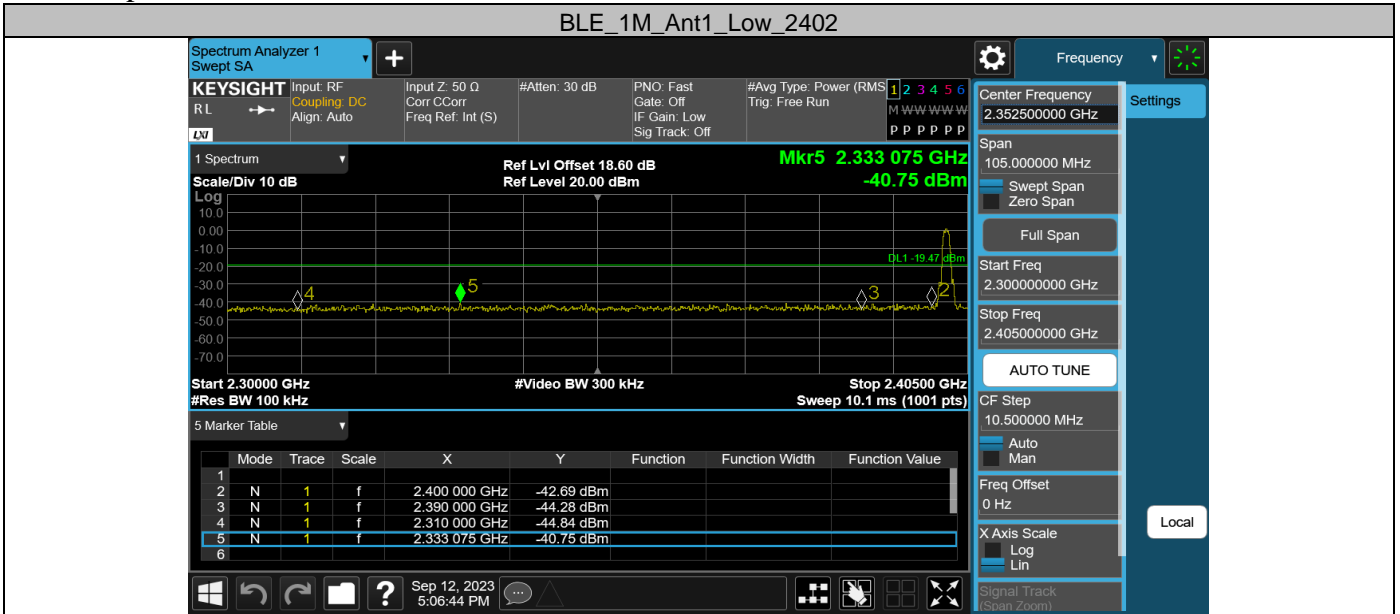 BLE_1M_Ant1_Low_2402
Spectrum Analyzer 1
Swept SA
Frequency
KEYSIGHT
RL
LXI
Input: RF
Coupling: DC
Align: Auto
Input Z: 50 Ω
Corr CCorr
Freq Ref: Int (S)
#Atten: 30 dB
PNO: Fast
Gate: Off
IF Gain: Low
Sig Track: Off
#Avg Type: Power (RMS
Trig: Free Run
1 2 3 4 5 6
M W W W W W
P P P P P P
1 Spectrum
Scale/Div 10 dB
Ref Lvl Offset 18.60 dB
Ref Level 20.00 dBm
Mkr5 2.333 075 GHz
-40.75 dBm
Log
10.0
0.00
-10.0
-20.0
-30.0
-40.0
-50.0
-60.0
-70.0
DL1 -19.47 dBm
4
5
3
2
Start 2.30000 GHz
#Video BW 300 kHz
Stop 2.40500 GHz
#Res BW 100 kHz
Sweep 10.1 ms (1001 pts)
5 Marker Table
Mode Trace Scale X Y Function Function Width Function Value
1
2 N 1 f 2.400 000 GHz -42.69 dBm
3 N 1 f 2.390 000 GHz -44.28 dBm
4 N 1 f 2.310 000 GHz -44.84 dBm
5 N 1 f 2.333 075 GHz -40.75 dBm
6
Sep 12, 2023
5:06:44 PM
Center Frequency
2.352500000 GHz
Settings
Span
105.000000 MHz
Swept Span
Zero Span
Full Span
Start Freq
2.300000000 GHz
Stop Freq
2.405000000 GHz
AUTO TUNE
CF Step
10.500000 MHz
Auto
Man
Freq Offset
0 Hz
Local
X Axis Scale
Log
Lin
Signal Track
(Span Zoom)